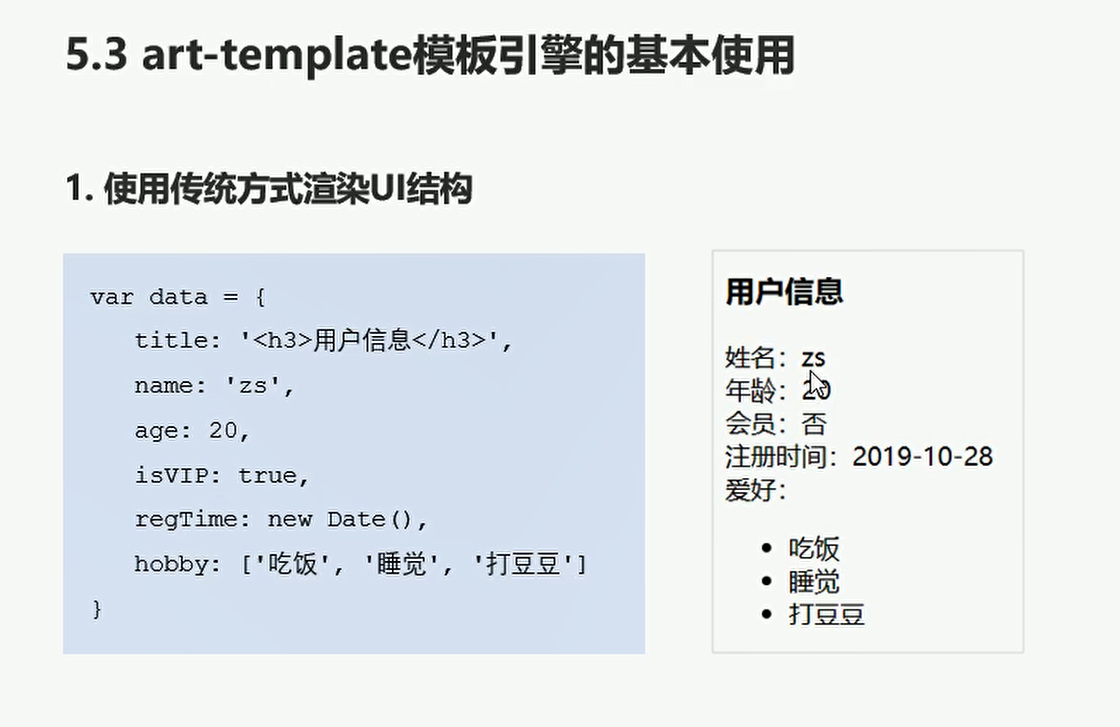 5.3 art-template模板引擎的基本使用
1. 使用传统方式渲染UI结构
var data = {
title: '<h3>用户信息</h3>',
name: 'zs',
age: 20,
isVIP: true,
regTime: new Date(),
hobby: ['吃饭', '睡觉', '打豆豆']
}
用户信息
姓名：zs
年龄：20
会员：否
注册时间：2019-10-28
爱好：
• 吃饭
• 睡觉
• 打豆豆